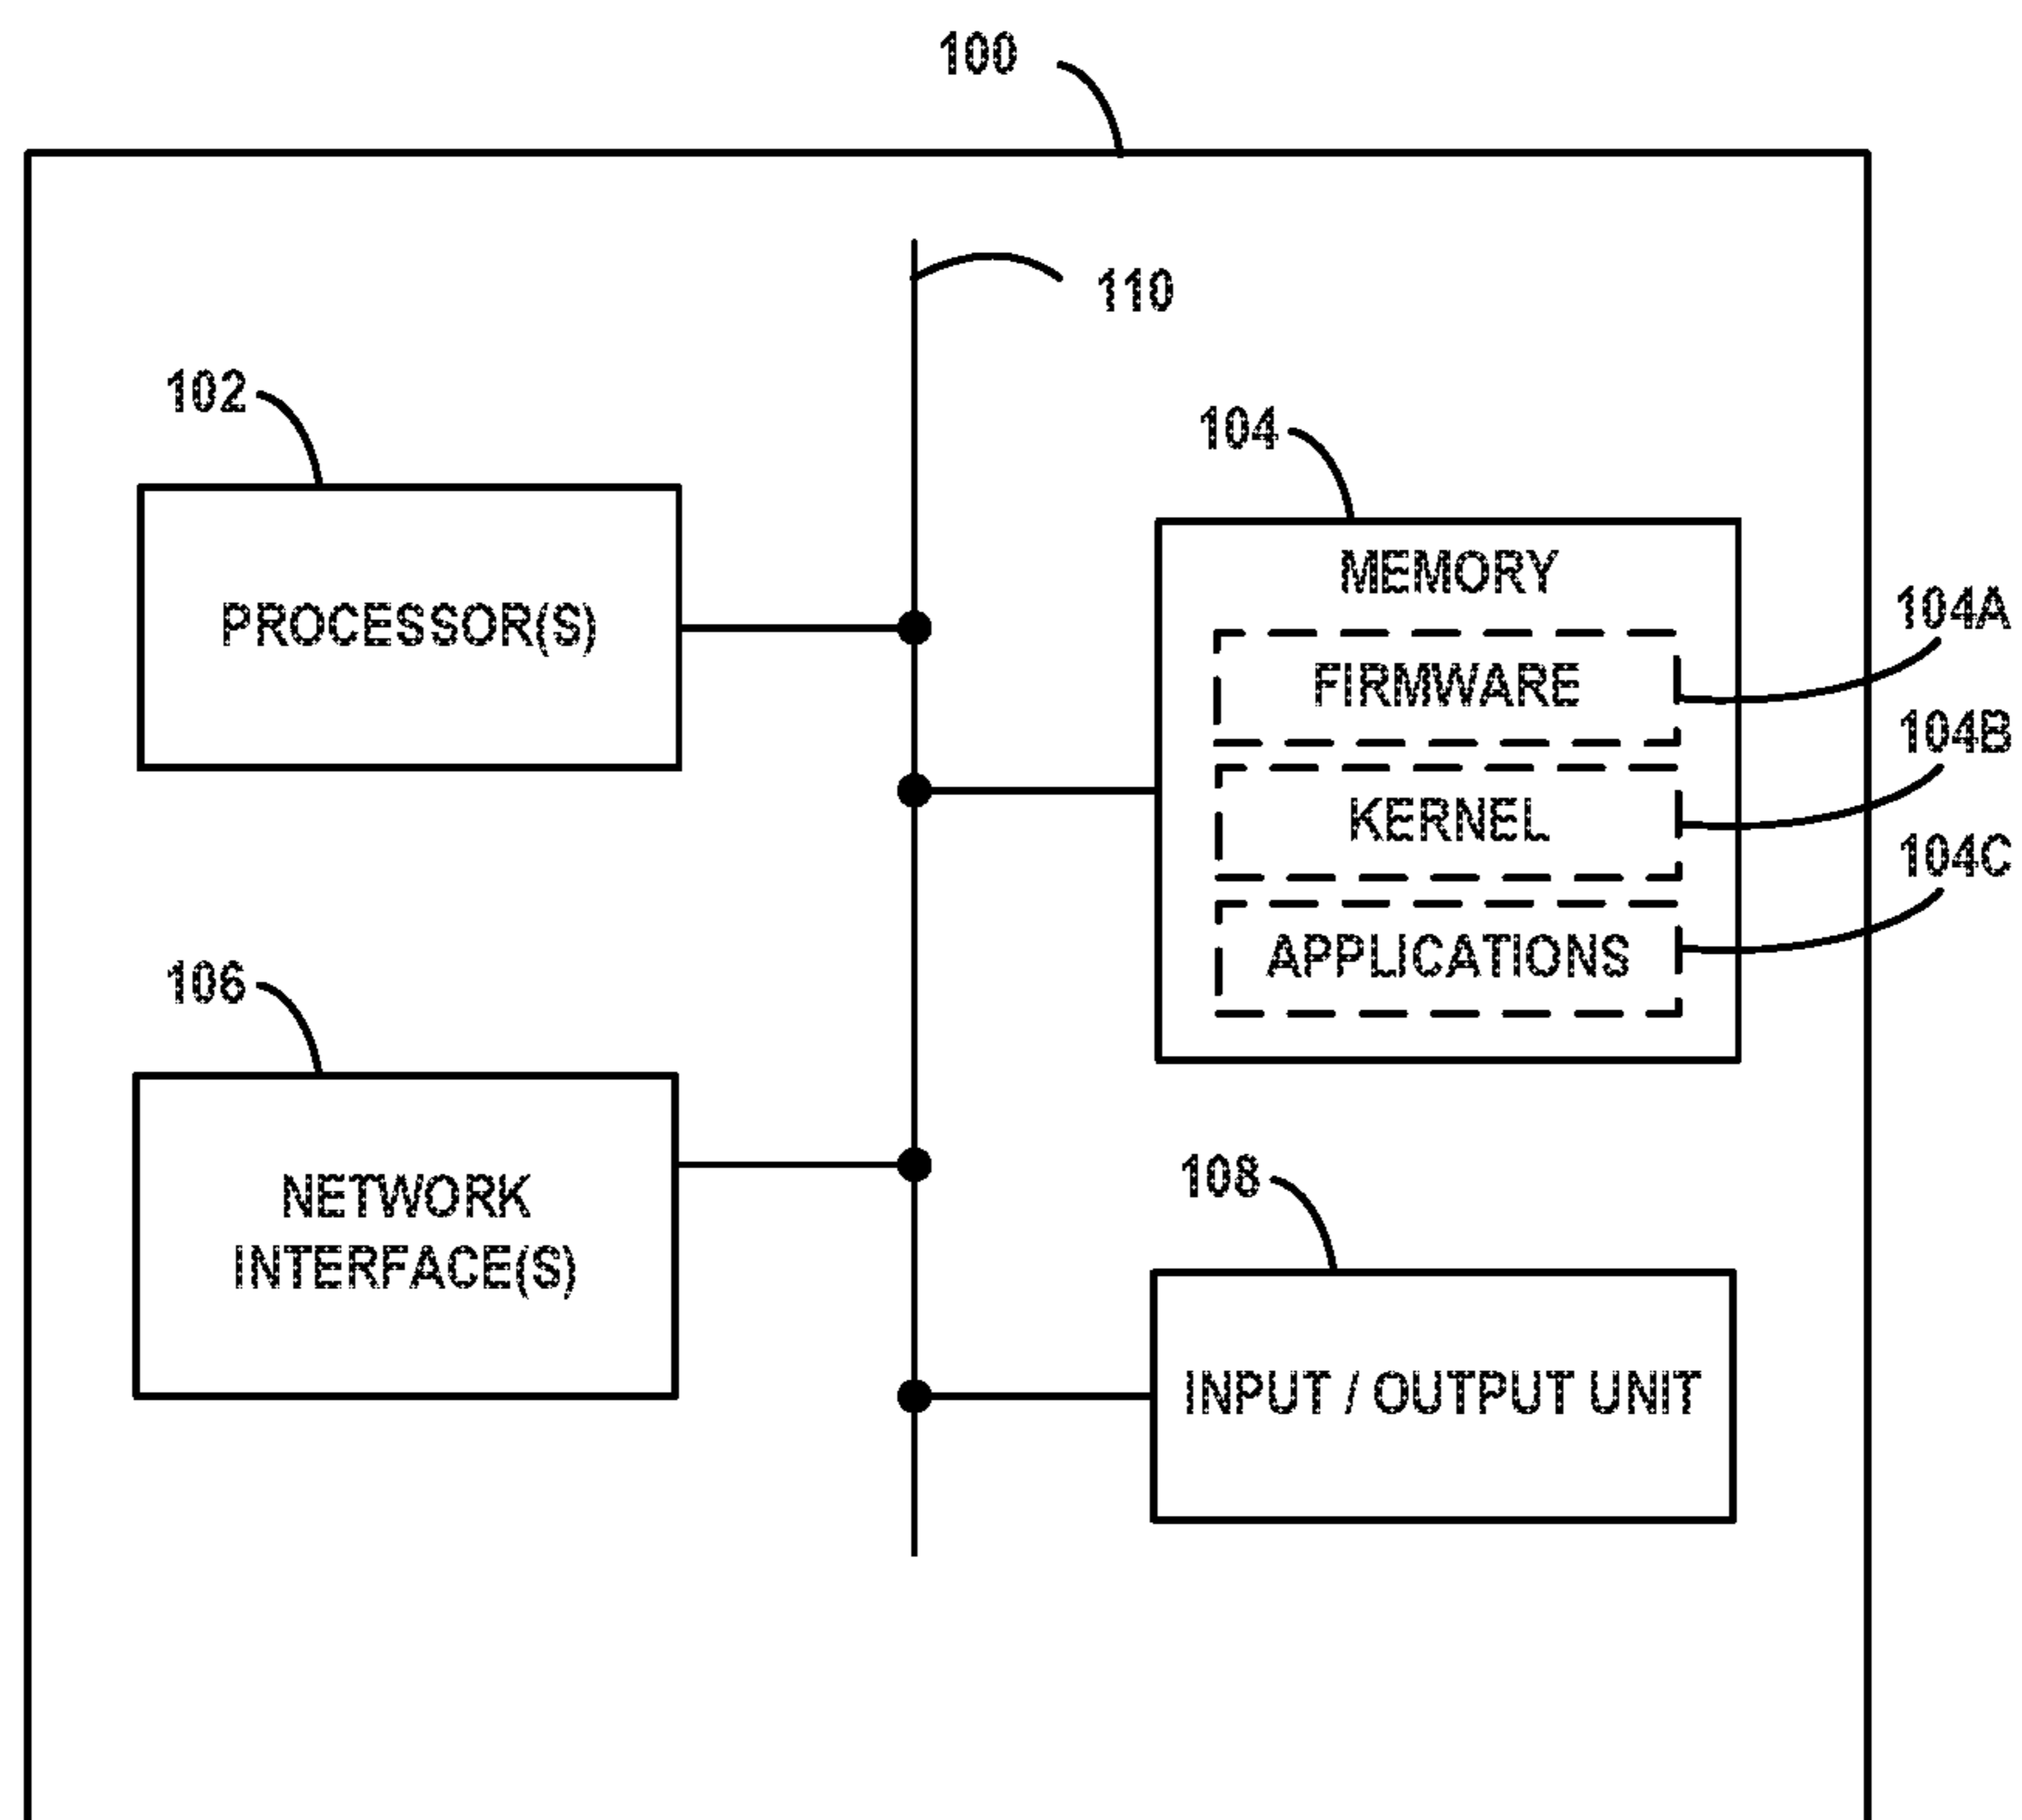 100
110
102
PROCESSOR(S)
104
MEMORY
FIRMWARE
104A
KERNEL
104B
APPLICATIONS
104C
106
NETWORK
INTERFACE(S)
108
INPUT / OUTPUT UNIT